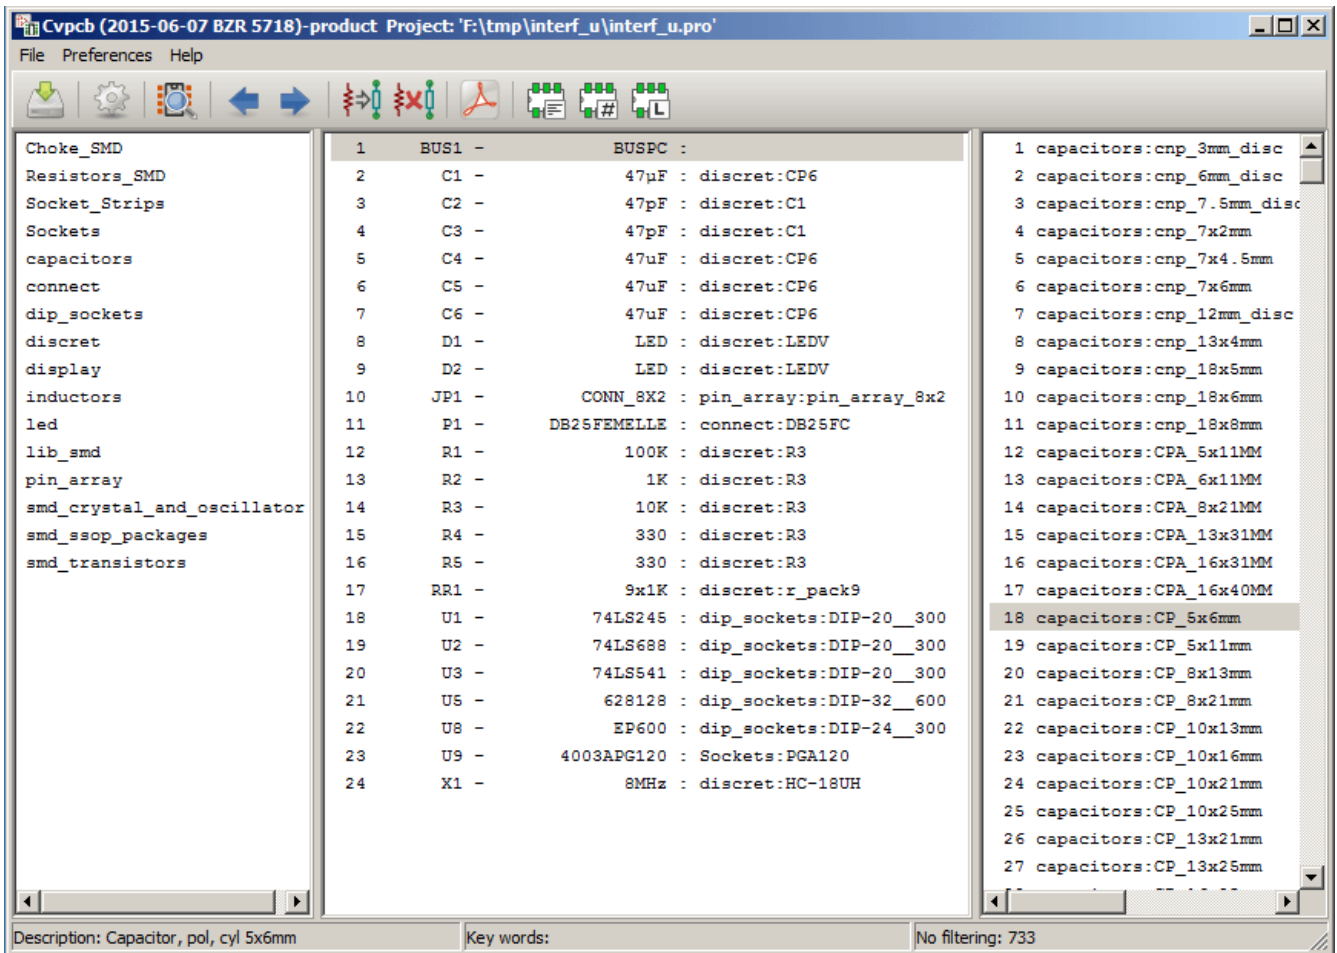 Cvpcb (2015-06-07 BZR 5718)-product Project: 'F:\tmp\interf_u\interf_u.pro'
File Preferences Help
#
L
Choke_SMD
Resistors_SMD
Socket_Strips
Sockets
capacitors
connect
dip_sockets
discret
display
inductors
led
lib_smd
pin_array
smd_crystal_and_oscillator
smd_ssop_packages
smd_transistors
1 BUS1 - BUSPC :
2 C1 - 47µF : discret:CP6
3 C2 - 47pF : discret:C1
4 C3 - 47pF : discret:C1
5 C4 - 47uF : discret:CP6
6 C5 - 47uF : discret:CP6
7 C6 - 47uF : discret:CP6
8 D1 - LED : discret:LEDV
9 D2 - LED : discret:LEDV
10 JP1 - CONN_8X2 : pin_array:pin_array_8x2
11 P1 - DB25FEMELLE : connect:DB25FC
12 R1 - 100K : discret:R3
13 R2 - 1K : discret:R3
14 R3 - 10K : discret:R3
15 R4 - 330 : discret:R3
16 R5 - 330 : discret:R3
17 RR1 - 9x1K : discret:r_pack9
18 U1 - 74LS245 : dip_sockets:DIP-20__300
19 U2 - 74LS688 : dip_sockets:DIP-20__300
20 U3 - 74LS541 : dip_sockets:DIP-20__300
21 U5 - 628128 : dip_sockets:DIP-32__600
22 U8 - EP600 : dip_sockets:DIP-24__300
23 U9 - 4003APG120 : Sockets:PGA120
24 X1 - 8MHz : discret:HC-18UH
1 capacitors:cnp_3mm_disc
2 capacitors:cnp_6mm_disc
3 capacitors:cnp_7.5mm_disc
4 capacitors:cnp_7x2mm
5 capacitors:cnp_7x4.5mm
6 capacitors:cnp_7x6mm
7 capacitors:cnp_12mm_disc
8 capacitors:cnp_13x4mm
9 capacitors:cnp_18x5mm
10 capacitors:cnp_18x6mm
11 capacitors:cnp_18x8mm
12 capacitors:CPA_5x11MM
13 capacitors:CPA_6x11MM
14 capacitors:CPA_8x21MM
15 capacitors:CPA_13x31MM
16 capacitors:CPA_16x31MM
17 capacitors:CPA_16x40MM
18 capacitors:CP_5x6mm
19 capacitors:CP_5x11mm
20 capacitors:CP_8x13mm
21 capacitors:CP_8x21mm
22 capacitors:CP_10x13mm
23 capacitors:CP_10x16mm
24 capacitors:CP_10x21mm
25 capacitors:CP_10x25mm
26 capacitors:CP_13x21mm
27 capacitors:CP_13x25mm
Description: Capacitor, pol, cyl 5x6mm
Key words:
No filtering: 733